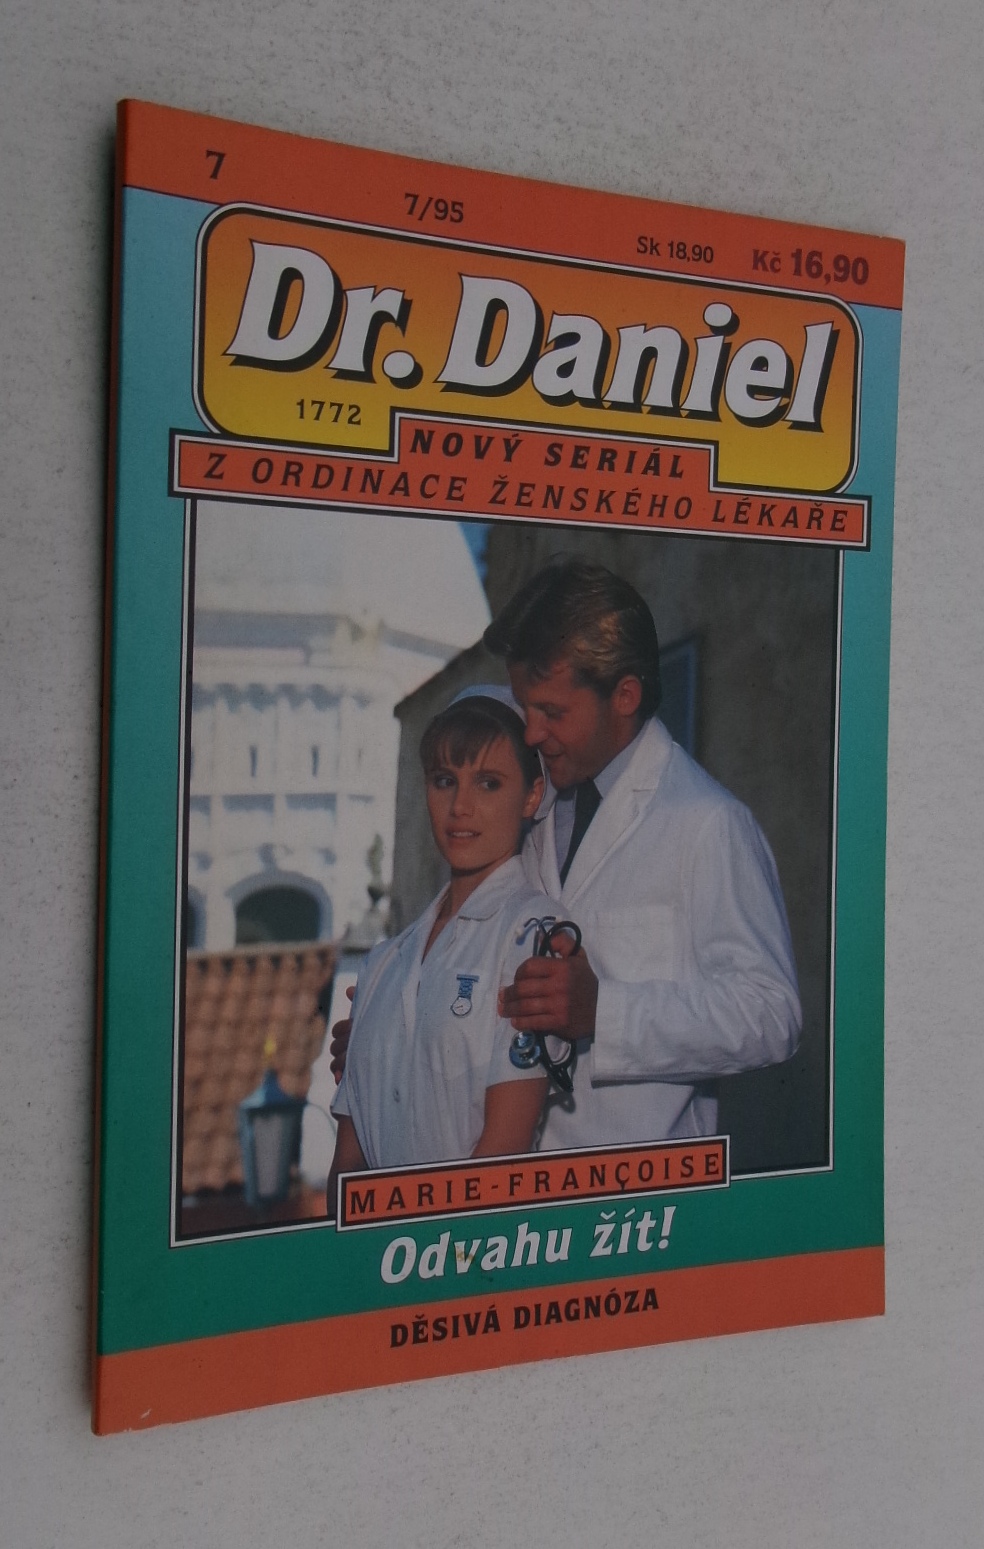 7
7/95
Sk 18,90
Kč 16,90
Dr. Daniel
1772
NOVÝ SERIÁL
Z ORDINACE ŽENSKÉHO LÉKAŘE
MARIE-FRANÇOISE
Odvahu žít!
DĚSIVÁ DIAGNÓZA